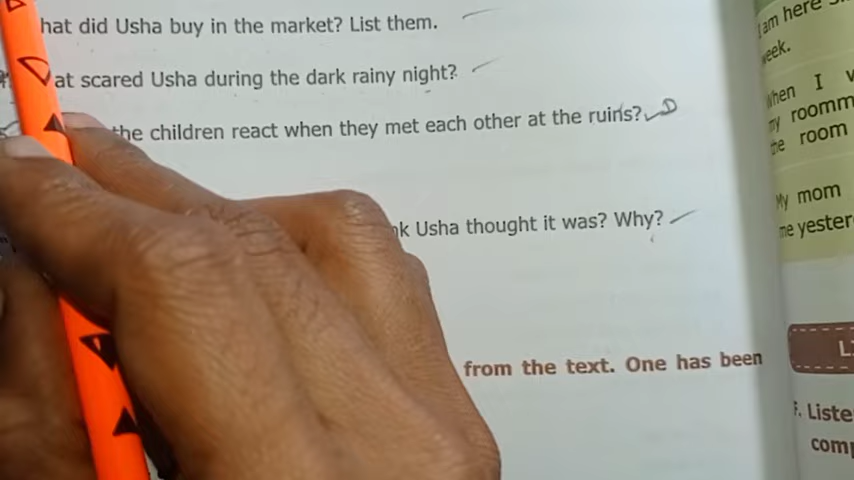 hat did Usha buy in the market? List them.
at scared Usha during the dark rainy night?
the children react when they met each other at the ruins?
Usha thought it was? Why?
from the text. One has been
I am here
week.
When I
my roomm
the room
My mom
me yester
L
F. Liste
comp